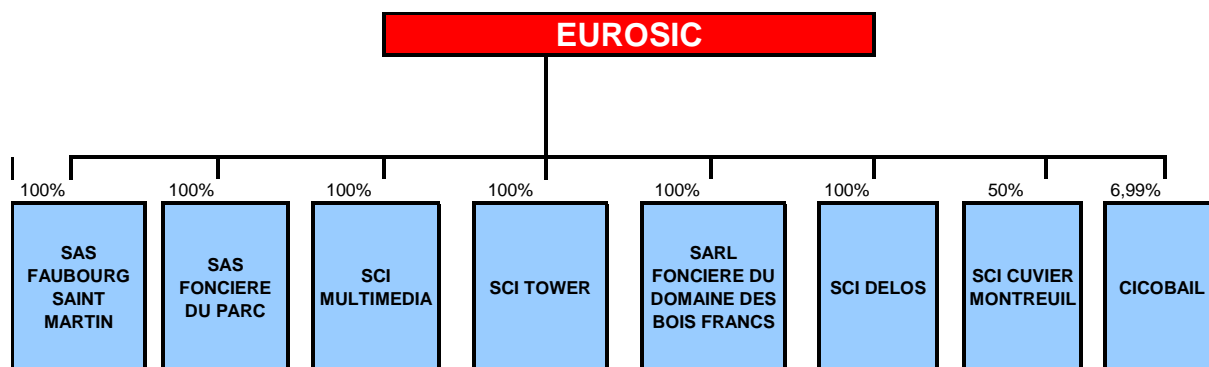 EUROSIC
100%
100%
100%
100%
100%
100%
50%
6,99%
SAS
FAUBOURG
SAINT
MARTIN
SAS
FONCIERE
DU PARC
SCI
MULTIMEDIA
SCI TOWER
SARL
FONCIERE DU
DOMAINE DES
BOIS FRANCS
SCI DELOS
SCI CUVIER
MONTREUIL
CICOBAIL